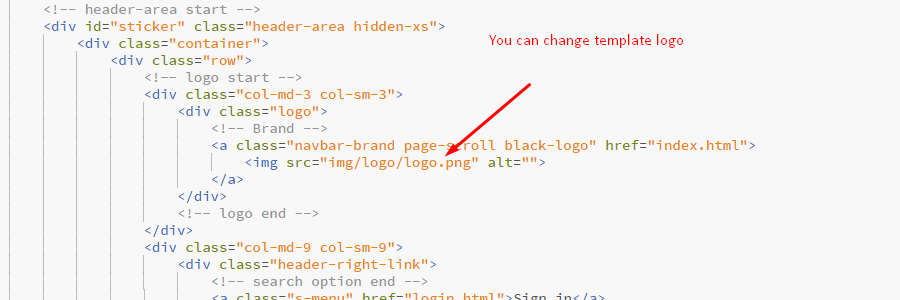 <!-- header-area start -->
<div id="sticker" class="header-area hidden-xs">
<div class="container">
You can change template logo
<div class="row">
<!-- logo start -->
<div class="col-md-3 col-sm-3">
<div class="logo">
<!-- Brand -->
<a class="navbar-brand page-scroll black-logo" href="index.html">
<img src="img/logo/logo.png" alt="">
</a>
</div>
<!-- logo end -->
</div>
<div class="col-md-9 col-sm-9">
<div class="header-right-link">
<!-- search option end -->
<a class="s-menu" href="login.html">Sign in</a>